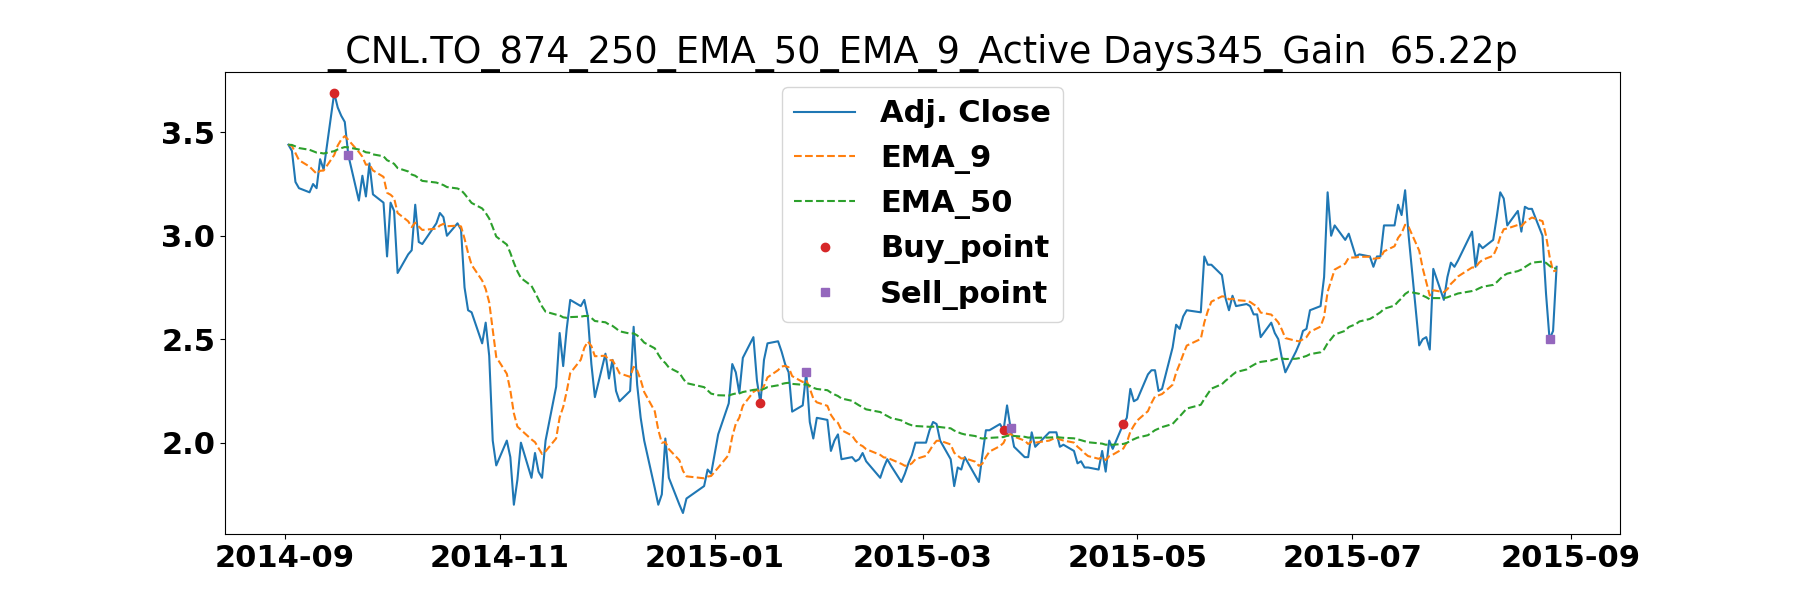 _CNL.TO_874_250_EMA_50_EMA_9_Active Days345_Gain  65.22p
Adj. Close
EMA_9
EMA_50
Buy_point
Sell_point
3.5
3.0
2.5
2.0
2014-09 2014-11 2015-01 2015-03 2015-05 2015-07 2015-09